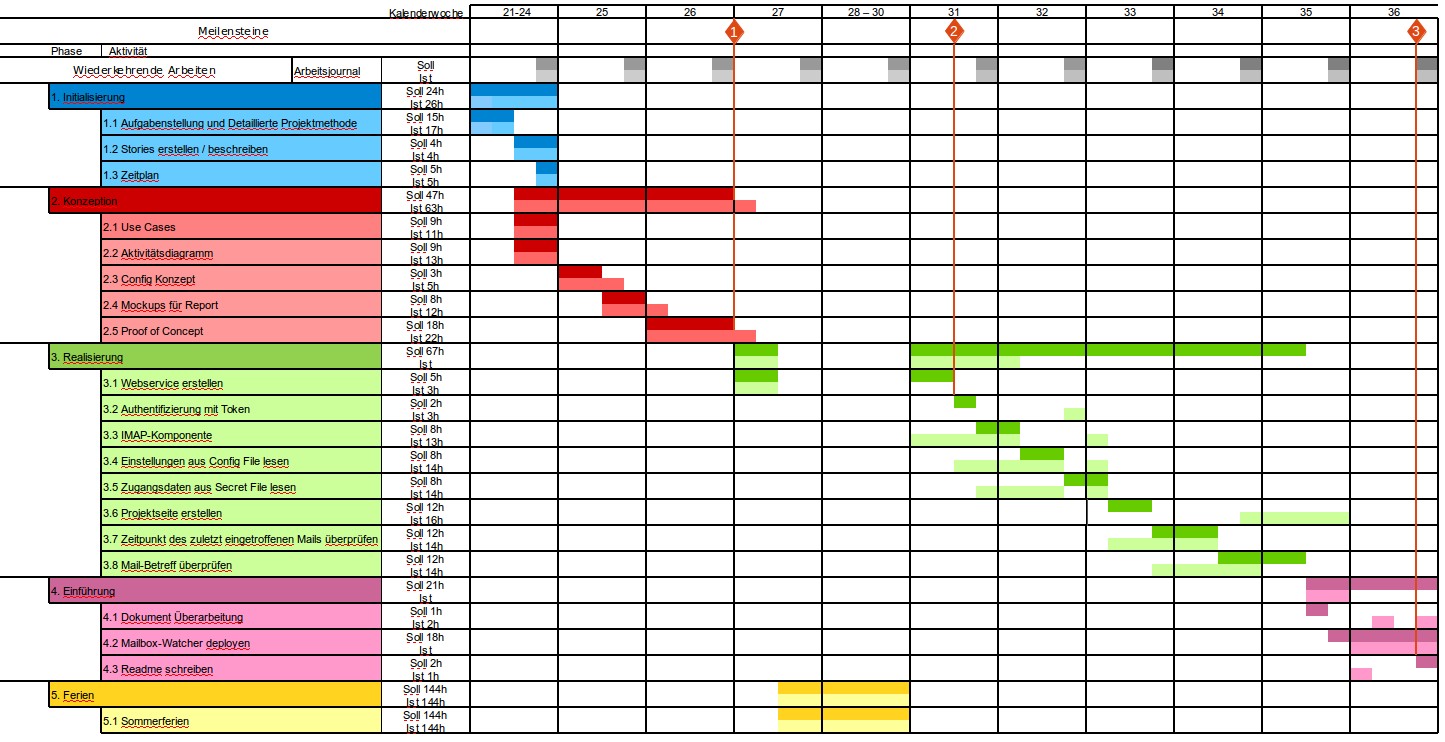 Kalenderwoche 21-24 25 26 27 28 – 30 31 32 33 34 35 36
Meilensteine 1 2 3
Phase Aktivität
Wiederkehrende Arbeiten Arbeitsjournal Soll
Ist
1. Initialisierung Soll 24h
Ist 26h
1.1 Aufgabenstellung und Detaillierte Projektmethode Soll 15h
Ist 17h
1.2 Stories erstellen / beschreiben Soll 4h
Ist 4h
1.3 Zeitplan Soll 5h
Ist 5h
2. Konzeption Soll 47h
Ist 63h
2.1 Use Cases Soll 9h
Ist 11h
2.2 Aktivitätsdiagramm Soll 9h
Ist 13h
2.3 Config Konzept Soll 3h
Ist 5h
2.4 Mockups für Report Soll 8h
Ist 12h
2.5 Proof of Concept Soll 18h
Ist 22h
3. Realisierung Soll 67h
Ist
3.1 Webservice erstellen Soll 5h
Ist 3h
3.2 Authentifizierung mit Token Soll 2h
Ist 3h
3.3 IMAP-Komponente Soll 8h
Ist 13h
3.4 Einstellungen aus Config File lesen Soll 8h
Ist 14h
3.5 Zugangsdaten aus Secret File lesen Soll 8h
Ist 14h
3.6 Projektseite erstellen Soll 12h
Ist 16h
3.7 Zeitpunkt des zuletzt eingetroffenen Mails überprüfen Soll 12h
Ist 14h
3.8 Mail-Betreff überprüfen Soll 12h
Ist 14h
4. Einführung Soll 21h
Ist
4.1 Dokument Überarbeitung Soll 1h
Ist 2h
4.2 Mailbox-Watcher deployen Soll 18h
Ist
4.3 Readme schreiben Soll 2h
Ist 1h
5. Ferien Soll 144h
Ist 144h
5.1 Sommerferien Soll 144h
Ist 144h